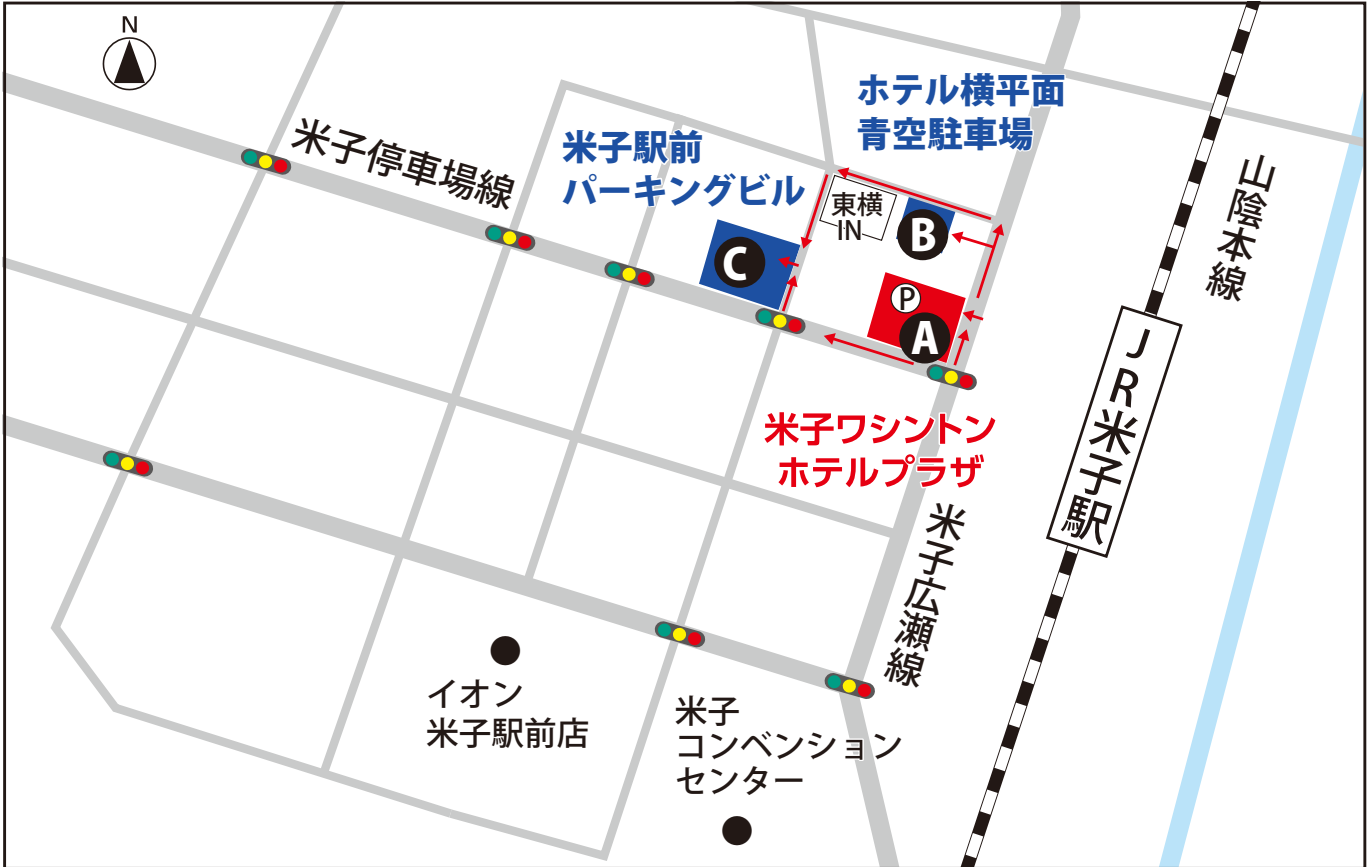 N
米子停車場線
米子駅前
パーキングビル
ホテル横平面
青空駐車場
東横
IN
B
C
P
A
山陰本線
JR米子駅
米子ワシントン
ホテルプラザ
米子広瀬線
イオン
米子駅前店
米子
コンベンション
センター